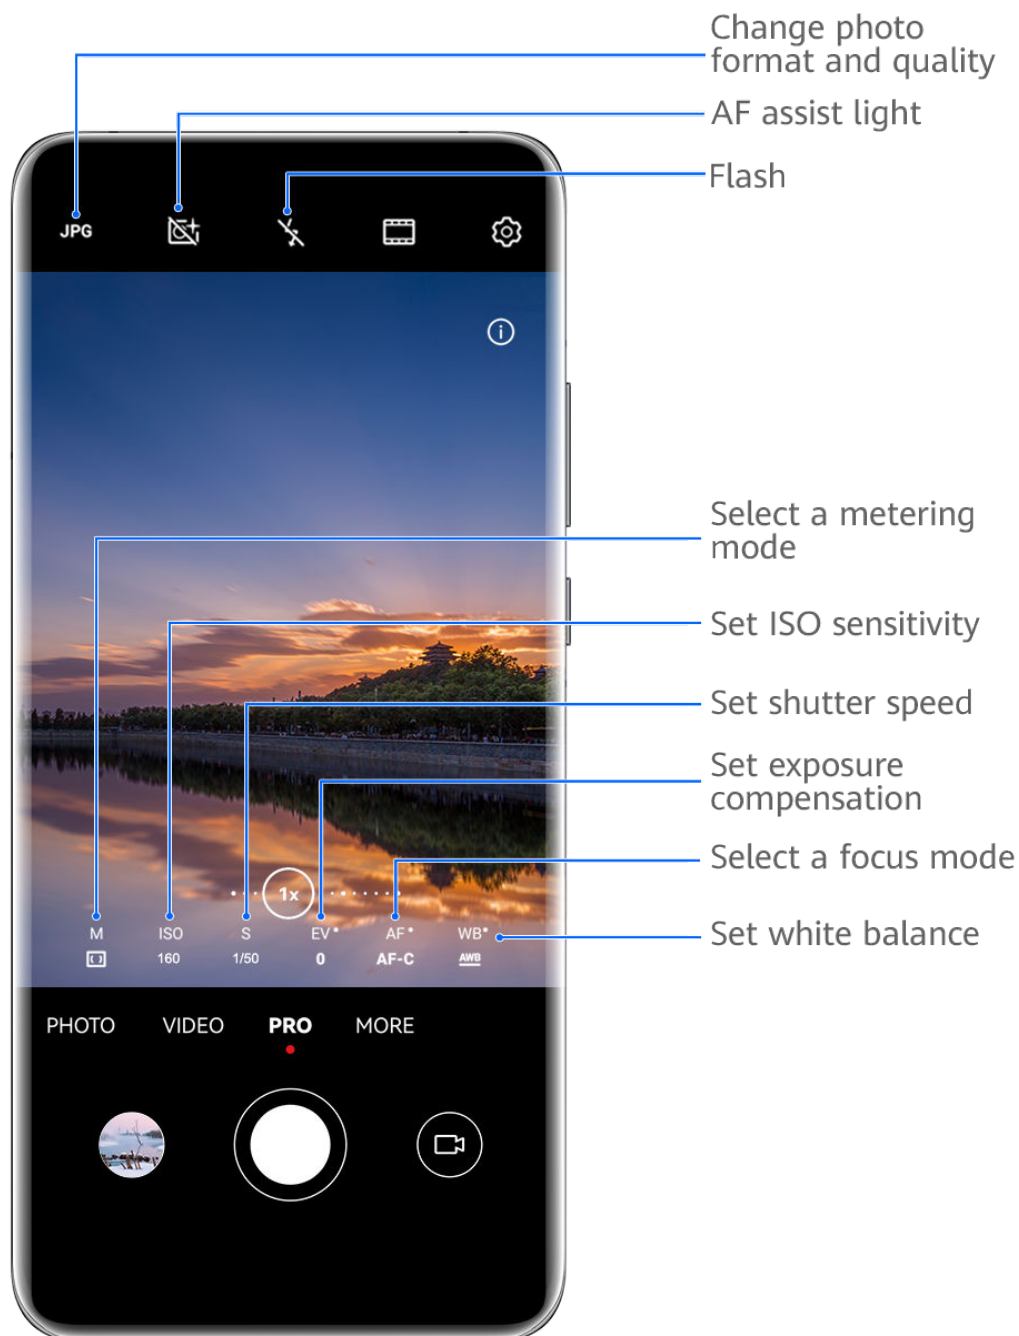 Change photo
format and quality
AF assist light
Flash
JPG
Select a metering
mode
Set ISO sensitivity
Set shutter speed
Set exposure
compensation
Select a focus mode
1x
M ISO S EV AF WB
Set white balance
160 1/50 0 AF-C AWB
PHOTO VIDEO PRO MORE